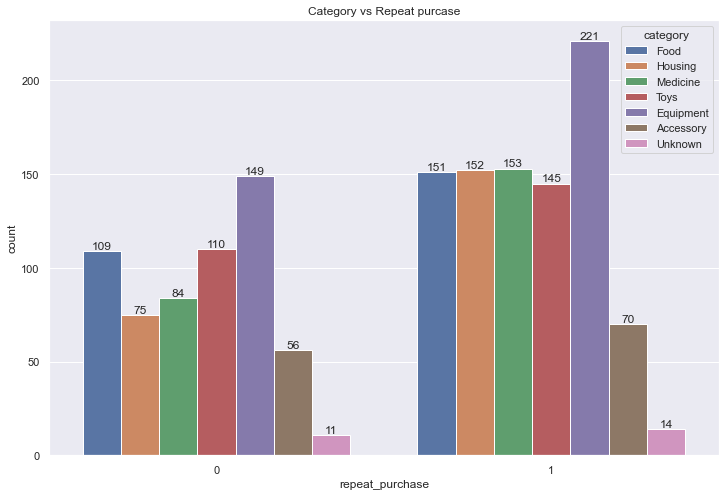 Category vs Repeat purcase
category
Food
Housing
Medicine
Toys
Equipment
Accessory
Unknown
count
200
150
100
50
0
109
75
84
110
149
56
11
151
152
153
145
221
70
14
0
1
repeat_purchase